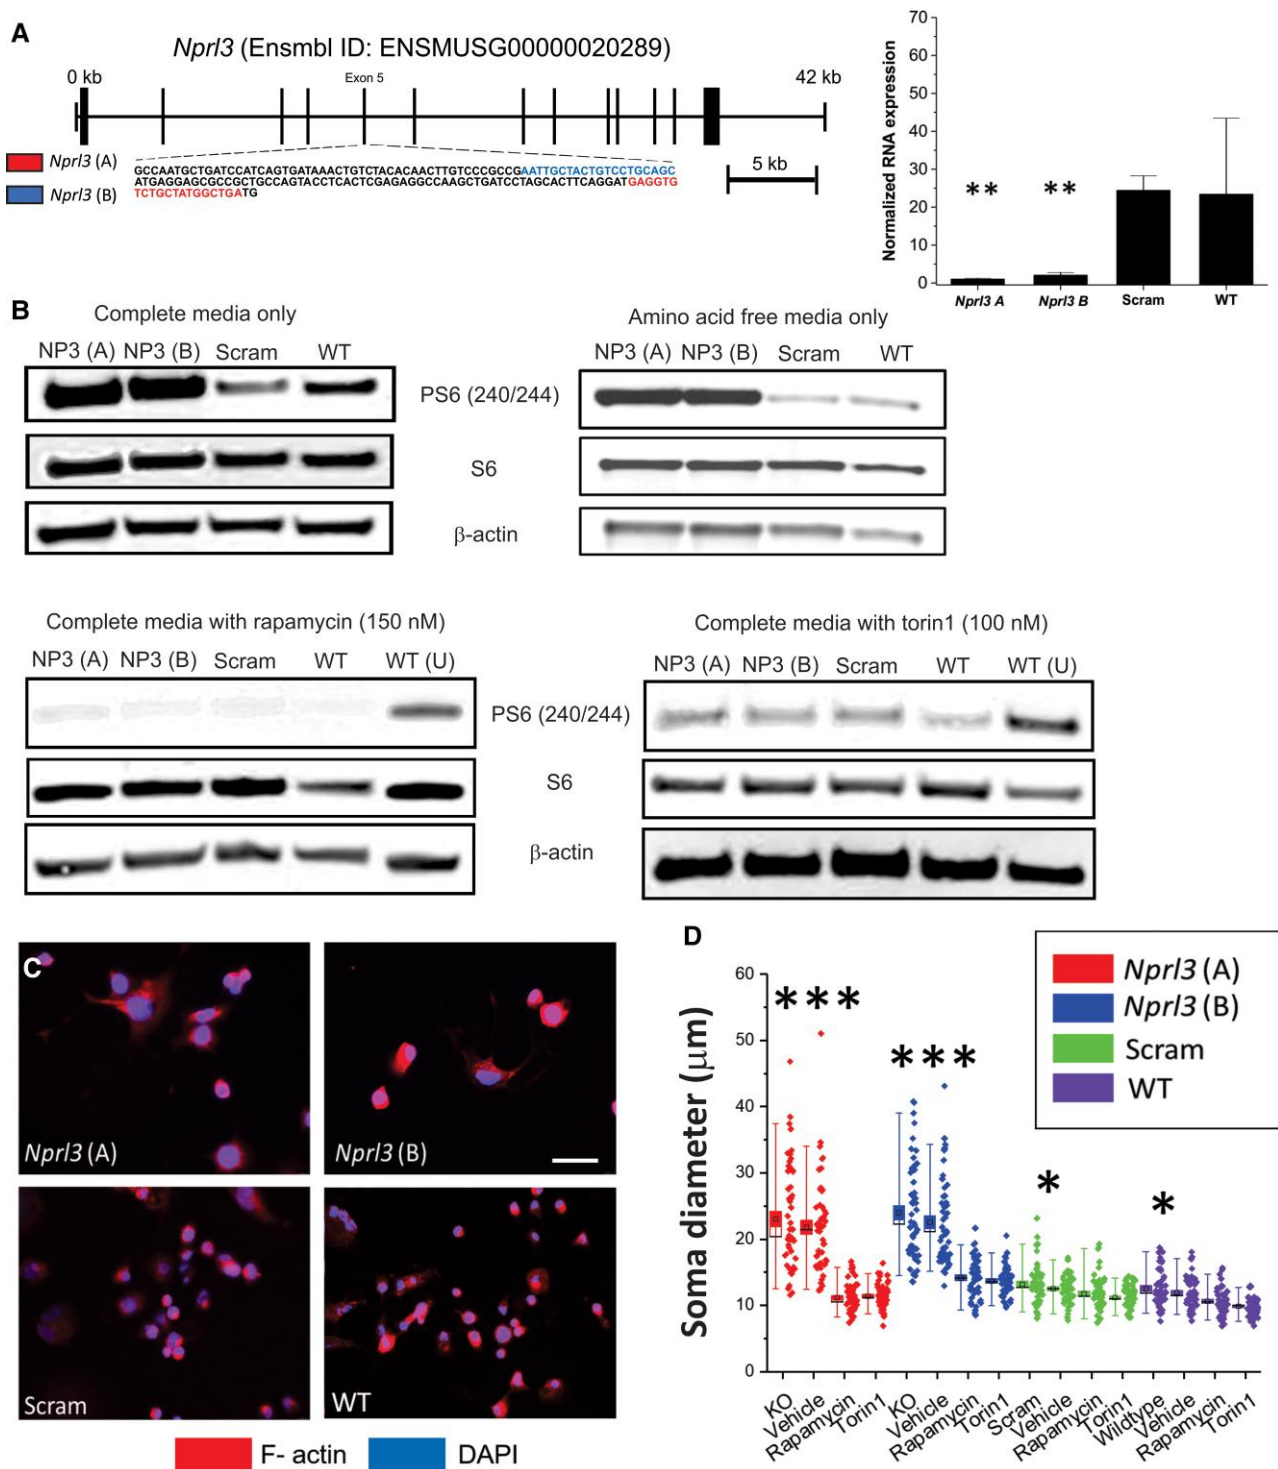 A
Nprl3 (Ensmbl ID: ENSMUSG00000020289)
0 kb
Exon 5
42 kb
Nprl3 (A)
Nprl3 (B)
GCCAATGCTGATCCATCAGTGATAAACTGTCTACACAACTTGTCCCGCCGAATTGCTACTGTCCTGCAGC
ATGAGGAGCGCCGCTGCCAGTACCTCACTCGAGAGGCCAAGCTGATCCTAGCACTTCAGGATGAGGTG
TCTGCTATGGCTGATG
5 kb
Normalized RNA expression
70
60
50
40
30
20
10
0
** **
Nprl3 A Nprl3 B Scram WT
B
Complete media only
NP3 (A) NP3 (B) Scram WT
Amino acid free media only
NP3 (A) NP3 (B) Scram WT
PS6 (240/244)
S6
β-actin
Complete media with rapamycin (150 nM)
NP3 (A) NP3 (B) Scram WT WT (U)
Complete media with torin1 (100 nM)
NP3 (A) NP3 (B) Scram WT WT (U)
PS6 (240/244)
S6
β-actin
C
Nprl3 (A)
Nprl3 (B)
Scram
WT
F- actin DAPI
D
Nprl3 (A)
Nprl3 (B)
Scram
WT
Soma diameter (μm)
60
50
40
30
20
10
0
***
***
*
*
KO
Vehicle
Rapamycin
Torin1
KO
Vehicle
Rapamycin
Torin1
Scram
Vehicle
Rapamycin
Torin1
Wildtype
Vehicle
Rapamycin
Torin1